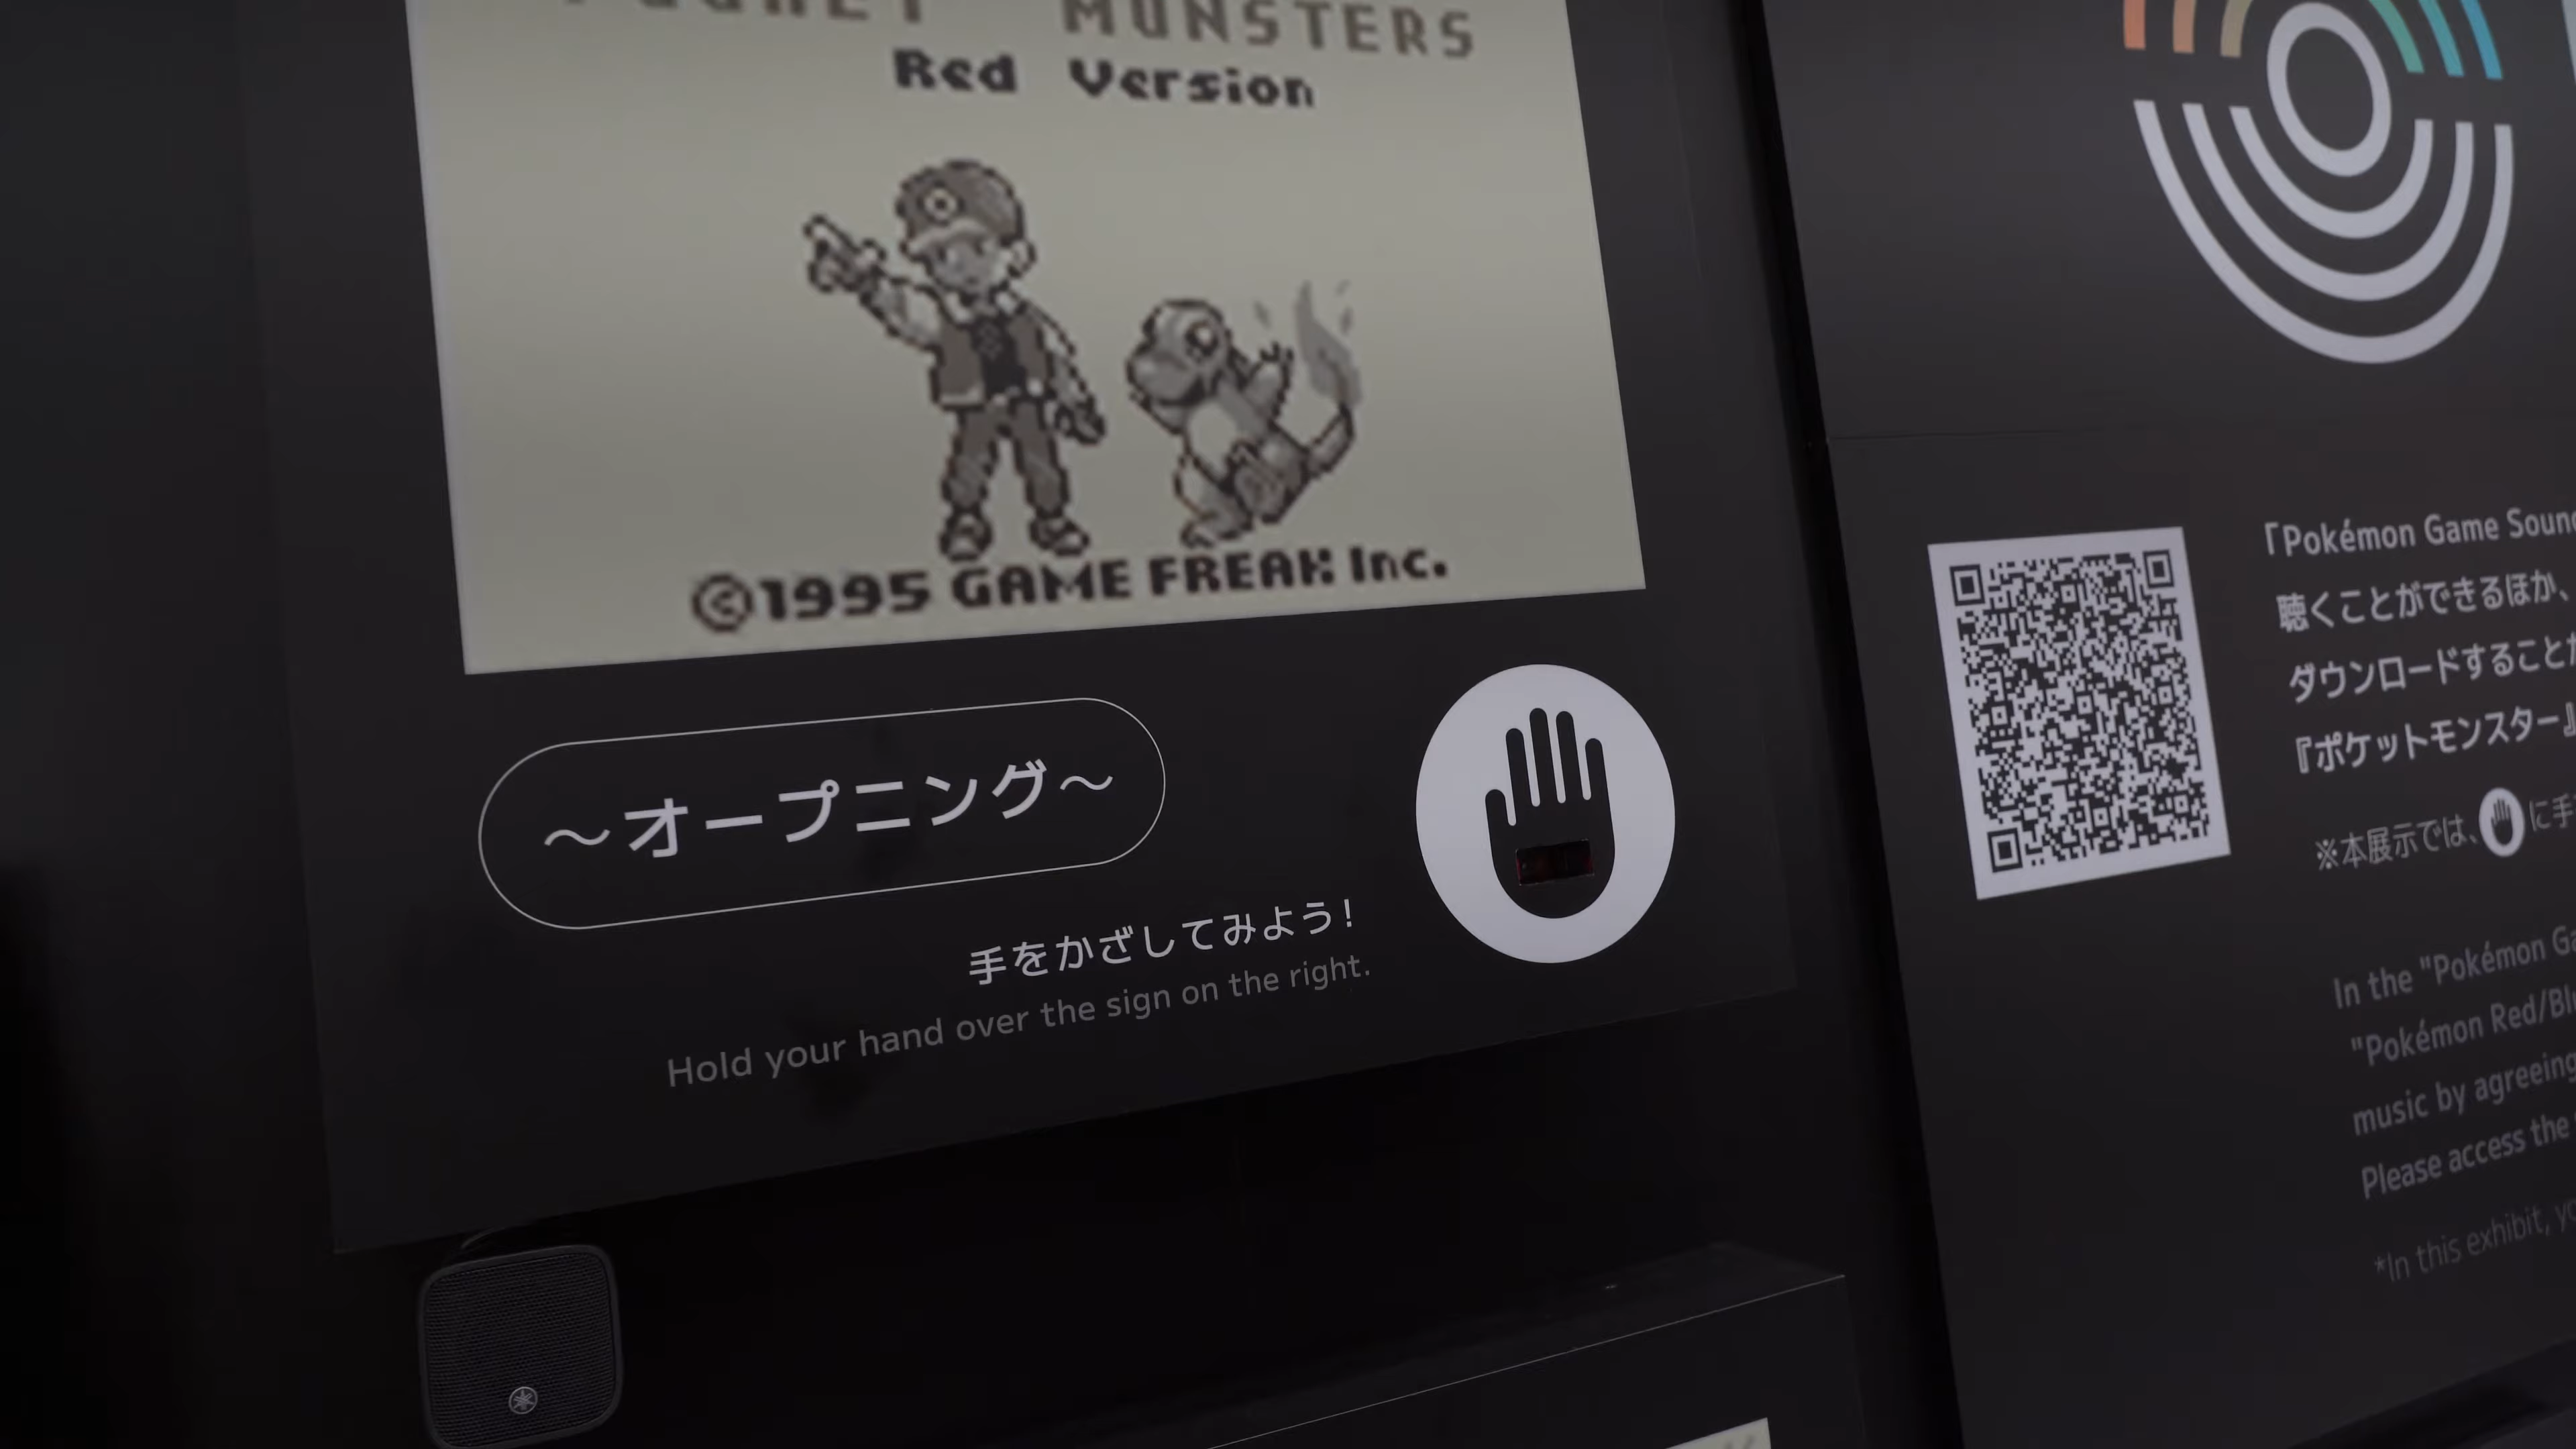 MONSTERS
Red Version
©1995 GAME FREAK Inc.
～オープニング～
手をかざしてみよう!
Hold your hand over the sign on the right.
「Pokémon Game Soun
聴くことができるほか、
ダウンロードすること
『ポケットモンスター』
※本展示では、に手
In the "Pokémon Ga
"Pokémon Red/Bl
music by agreeing
Please access the
*In this exhibit, yo